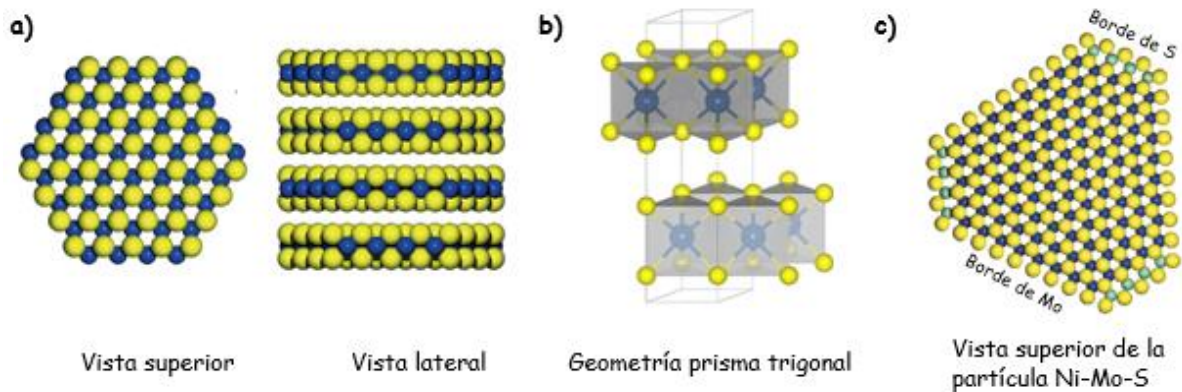 a)
b)
c)
Borde de S
Borde de Mo
Vista superior
Vista lateral
Geometría prisma trigonal
Vista superior de la
partícula Ni-Mo-S